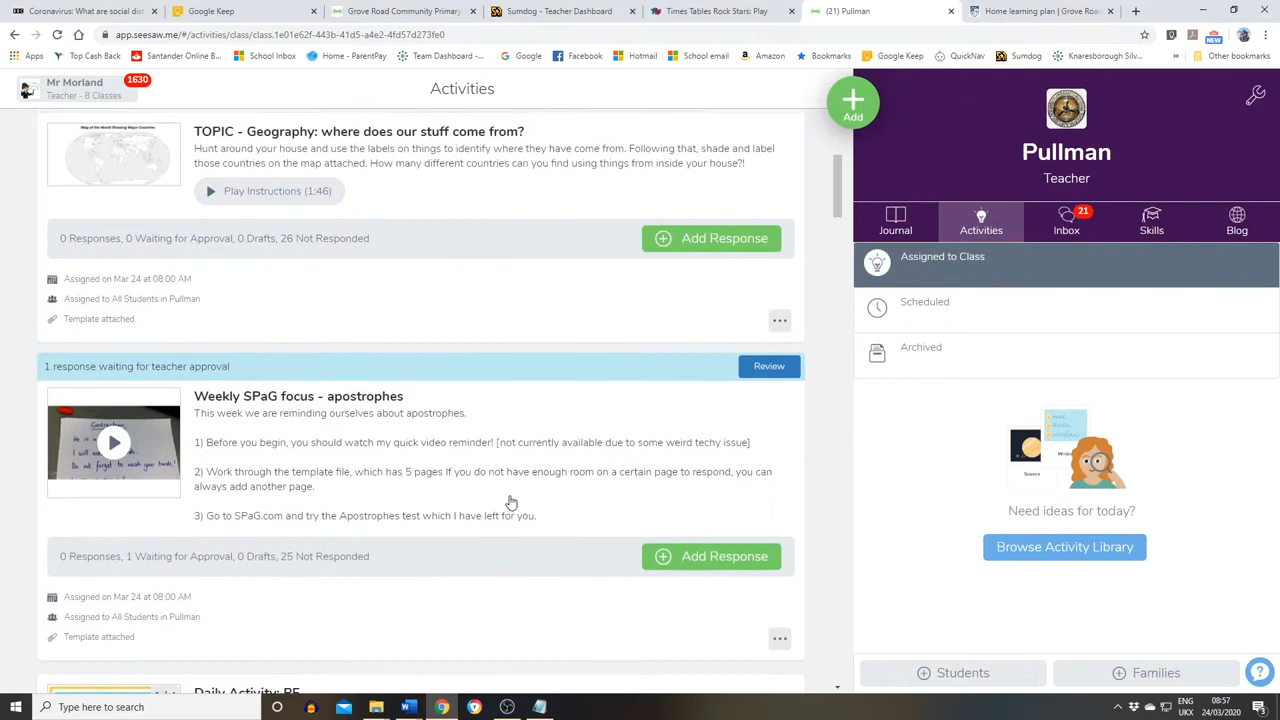 Coronavirus: What are social dis
Google Keep
Grove Road Community Primary
Sumdog - Teacher Dashboard
Times Tables Rock Stars: Play
(21) Pullman
Home learning plan | Grove Roa
app.seesaw.me/#/activities/class/class.1e01e62f-443b-41d5-a4e2-4fd57d273fe0
NEW
Apps
Top Cash Back
Santander Online B...
School Inbox
Home - ParentPay
Team Dashboard -...
Google
Facebook
Hotmail
School email
Amazon
Bookmarks
Google Keep
QuickNav
Sumdog
Knaresborough Sch...
»
Other bookmarks
Mr Morland
Teacher - 8 Classes
1630
Activities
Add
TOPIC - Geography: where does our stuff come from?
Hunt around your house and use the labels on things to identify where they have come from. Following that, shade and label
those countries on the map attached. How many different countries can you find using things from inside your house?!
Play Instructions (1:46)
0 Responses, 0 Waiting for Approval, 0 Drafts, 26 Not Responded
Add Response
Assigned on Mar 24 at 08:00 AM
Assigned to All Students in Pullman
Template attached
1 response waiting for teacher approval
Review
Weekly SPaG focus - apostrophes
This week we are reminding ourselves about apostrophes.
1) Before you begin, you should watch my quick video reminder! [not currently available due to some weird techy issue]
2) Work through the template file, which has 5 pages If you do not have enough room on a certain page to respond, you can
always add another page.
3) Go to SPaG.com and try the Apostrophes test which I have left for you.
0 Responses, 1 Waiting for Approval, 0 Drafts, 25 Not Responded
Add Response
Assigned on Mar 24 at 08:00 AM
Assigned to All Students in Pullman
Template attached
Daily Activity: PE
Pullman
Teacher
Journal
Activities
Inbox
21
Skills
Blog
Assigned to Class
Scheduled
Archived
Science
Need ideas for today?
Browse Activity Library
Students
Families
?
Type here to search
ENG
UKX
08:57
24/03/2020